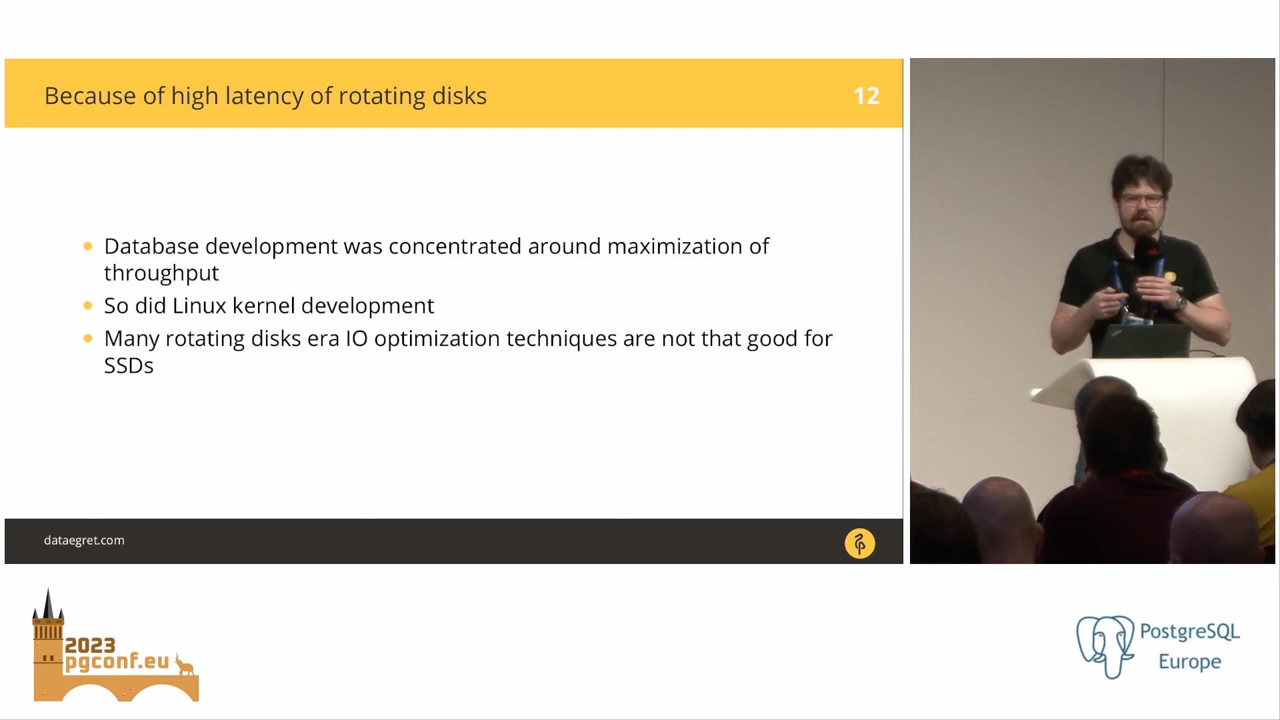 Because of high latency of rotating disks
12
Database development was concentrated around maximization of
throughput
So did Linux kernel development
Many rotating disks era IO optimization techniques are not that good for
SSDs
dataegret.com
2023
pgconf.eu
PostgreSQL
Europe